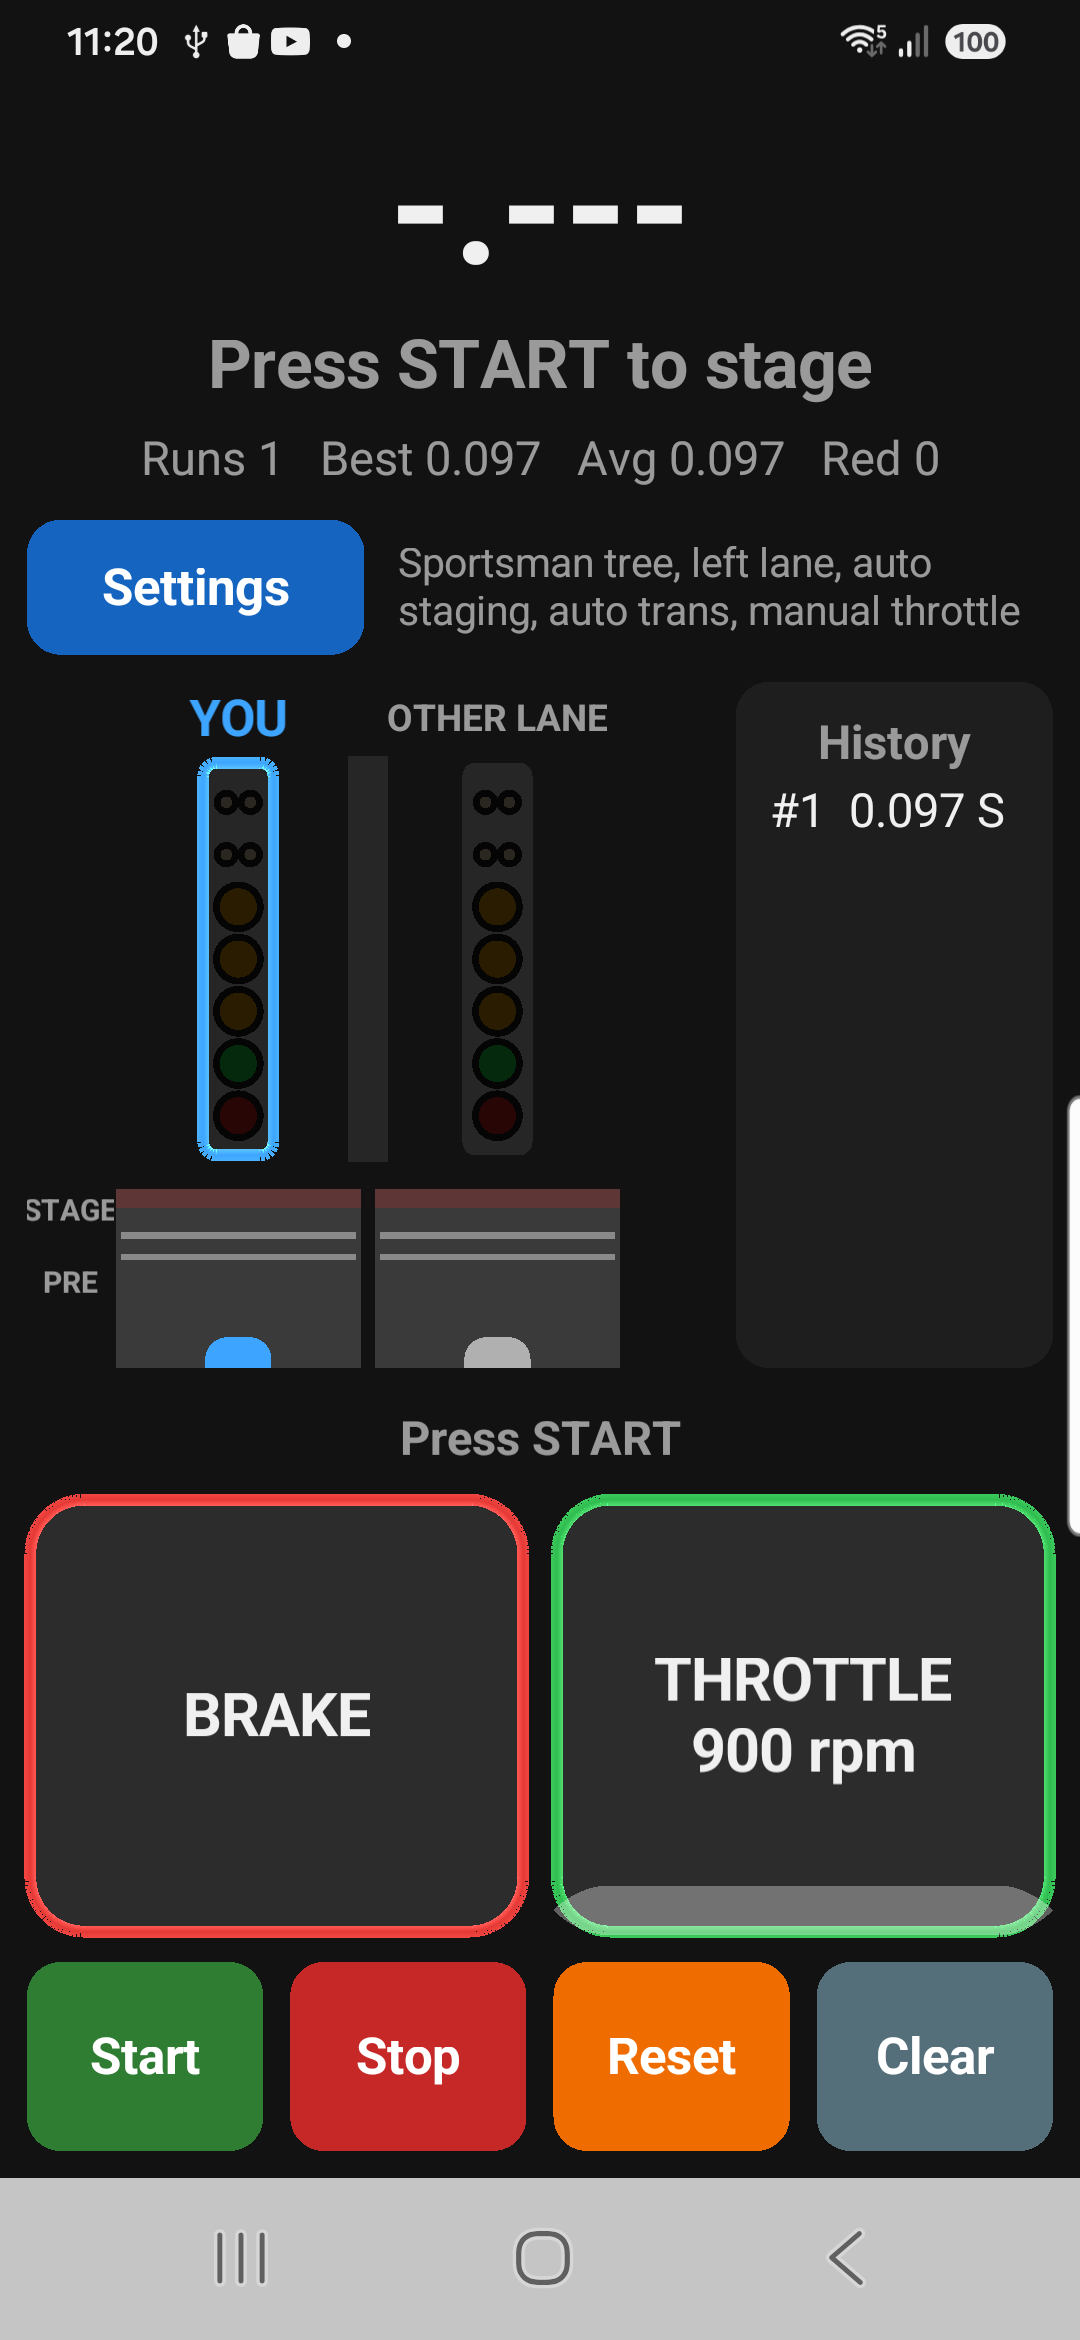 11:20
5
100
-.---
Press START to stage
Runs 1 Best 0.097 Avg 0.097 Red 0
Settings
Sportsman tree, left lane, auto
staging, auto trans, manual throttle
YOU
OTHER LANE
History
#1 0.097 S
STAGE
PRE
Press START
BRAKE
THROTTLE
900 rpm
Start
Stop
Reset
Clear